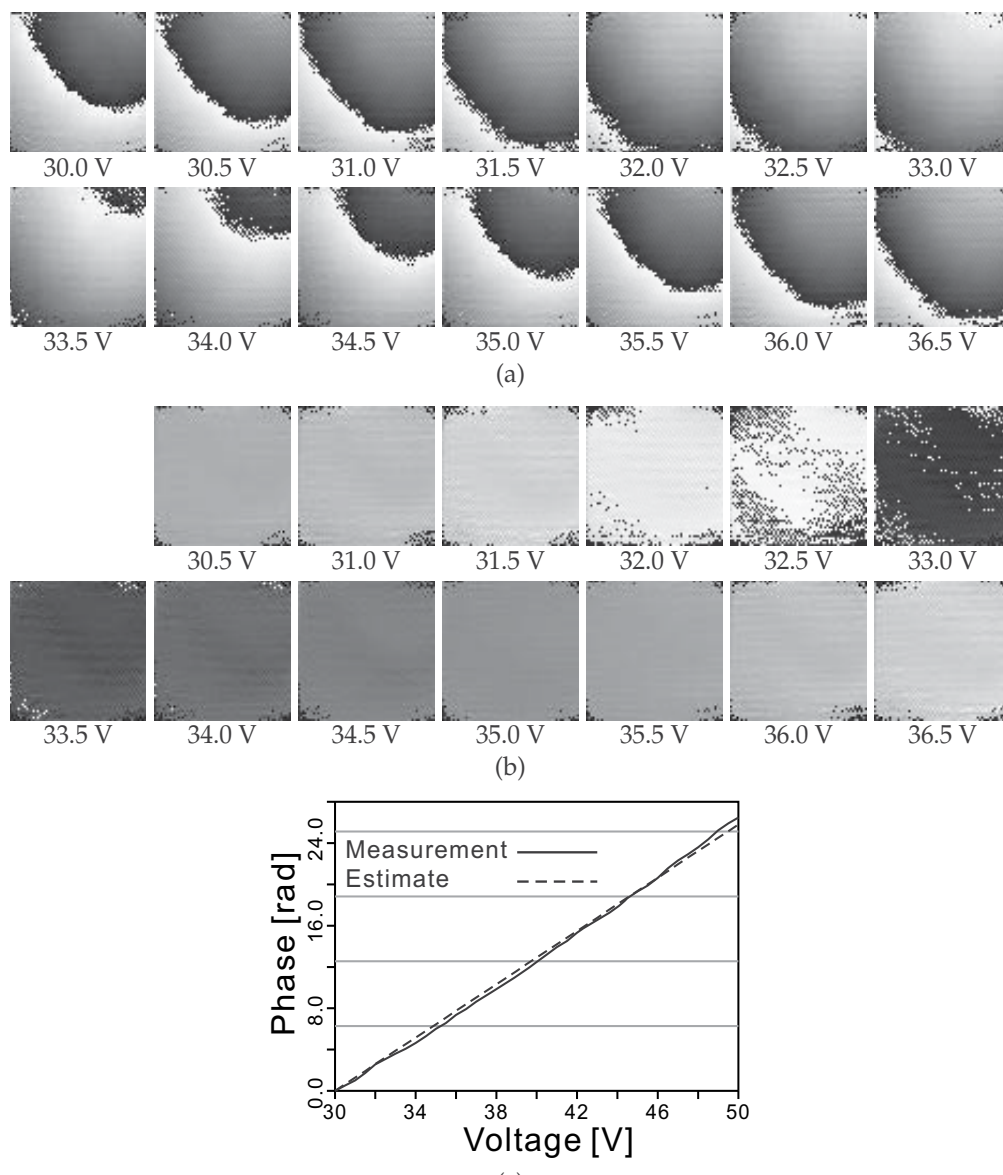 30.0 V 30.5 V 31.0 V 31.5 V 32.0 V 32.5 V 33.0 V
33.5 V 34.0 V 34.5 V 35.0 V 35.5 V 36.0 V 36.5 V
(a)
30.5 V 31.0 V 31.5 V 32.0 V 32.5 V 33.0 V
33.5 V 34.0 V 34.5 V 35.0 V 35.5 V 36.0 V 36.5 V
(b)
Phase [rad]
24.0
16.0
8.0
0.0
Measurement
Estimate
30 34 38 42 46 50
Voltage [V]